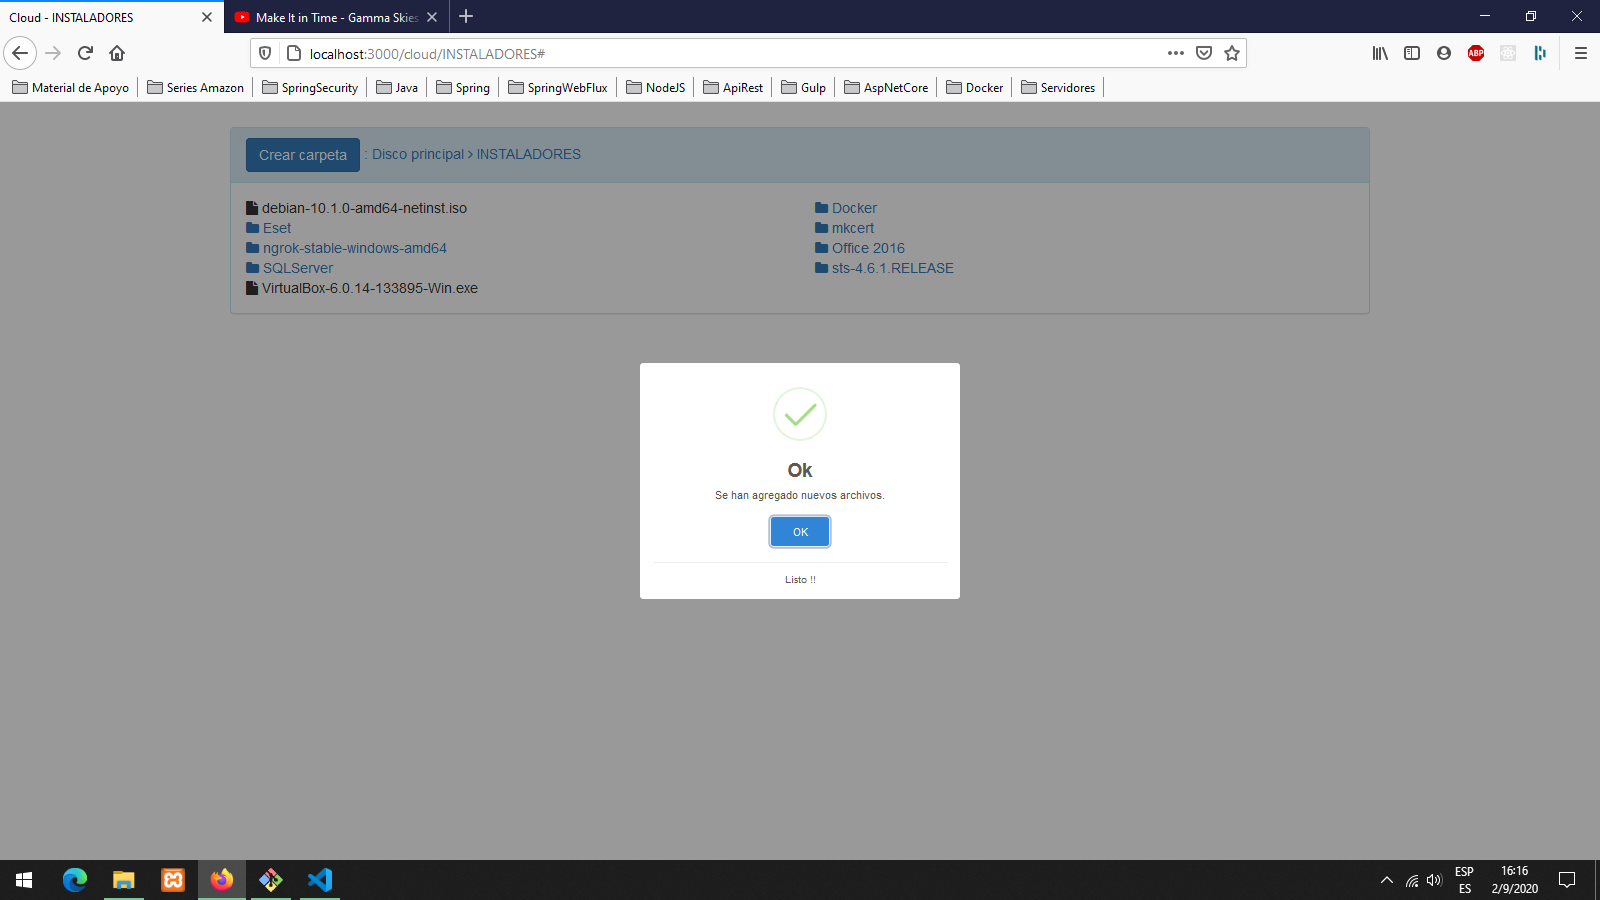 Cloud - INSTALADORES
Make It in Time - Gamma Skies
localhost:3000/cloud/INSTALADORES#
ABP
Material de Apoyo
Series Amazon
SpringSecurity
Java
Spring
SpringWebFlux
NodeJS
ApiRest
Gulp
AspNetCore
Docker
Servidores
Crear carpeta : Disco principal > INSTALADORES
debian-10.1.0-amd64-netinst.iso
Docker
Eset
mkcert
ngrok-stable-windows-amd64
Office 2016
SQLServer
sts-4.6.1.RELEASE
VirtualBox-6.0.14-133895-Win.exe
Ok
Se han agregado nuevos archivos.
OK
Listo !!
ESP
ES
16:16
2/9/2020